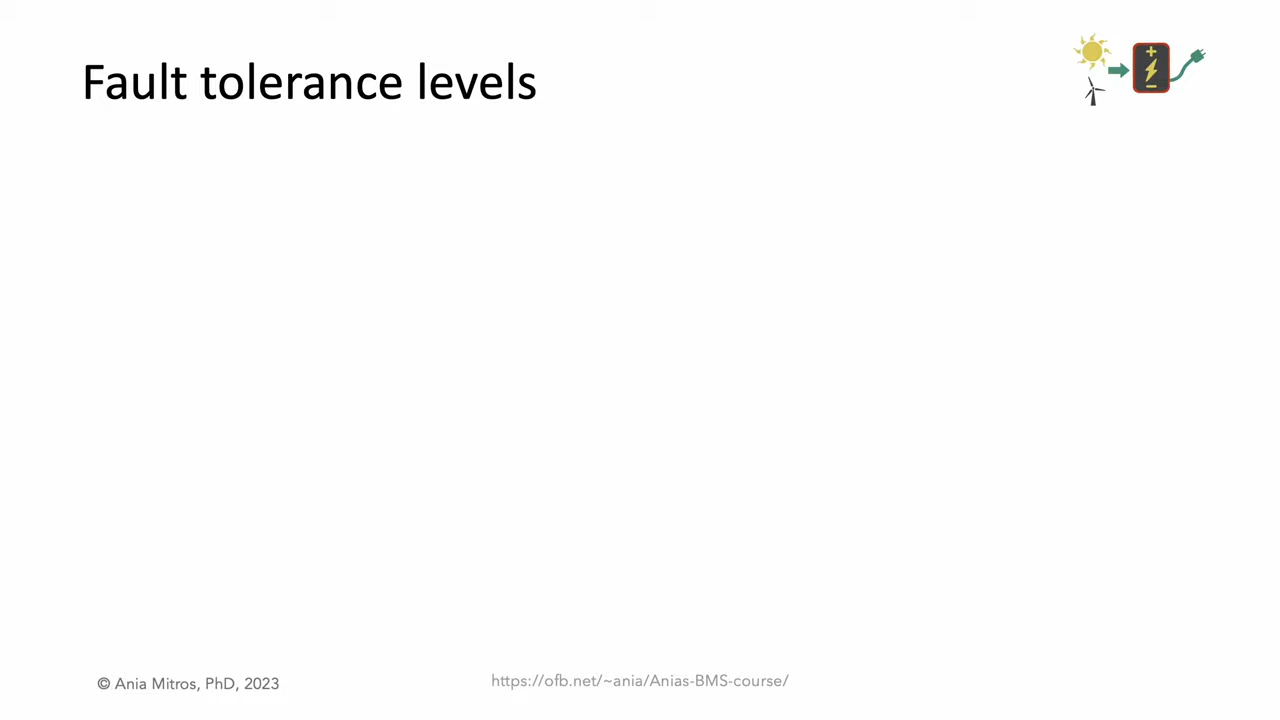 Fault tolerance levels
© Ania Mitros, PhD, 2023
https://ofb.net/~ania/Anias-BMS-course/